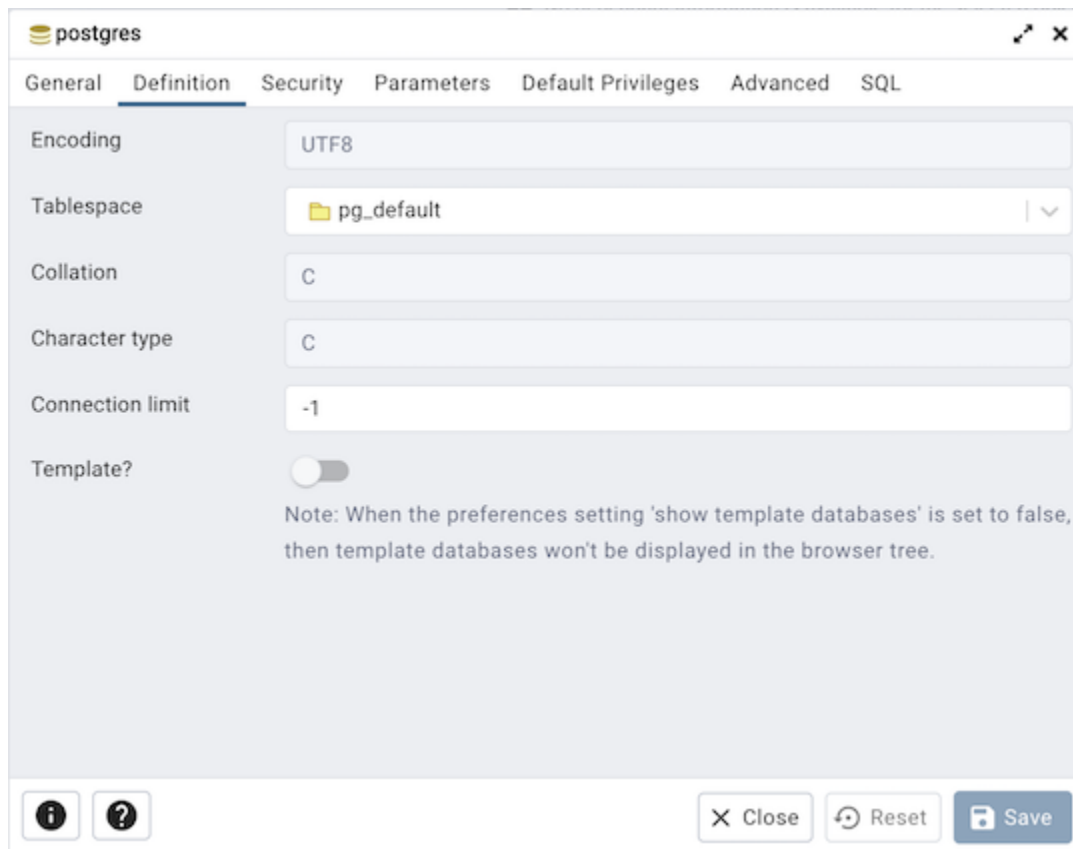 postgres
General Definition Security Parameters Default Privileges Advanced SQL
Encoding UTF8
Tablespace pg_default
Collation C
Character type C
Connection limit -1
Template?
Note: When the preferences setting 'show template databases' is set to false,
then template databases won't be displayed in the browser tree.
Close Reset Save